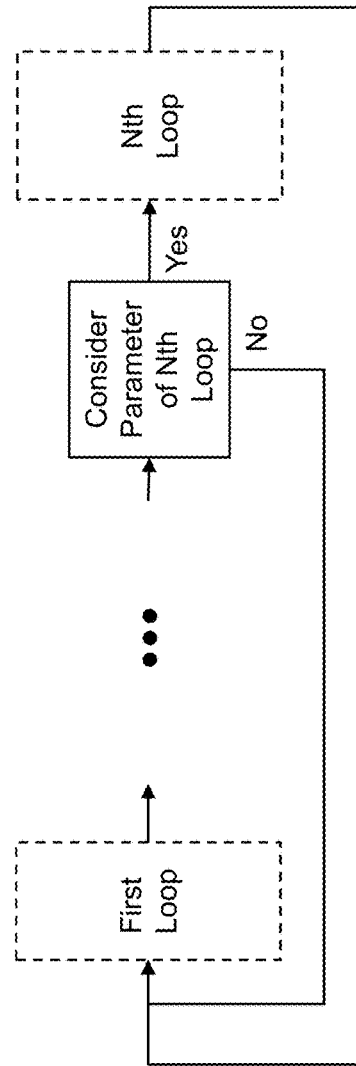 First
Loop
Consider
Parameter
of Nth
Loop
Yes
No
Nth
Loop